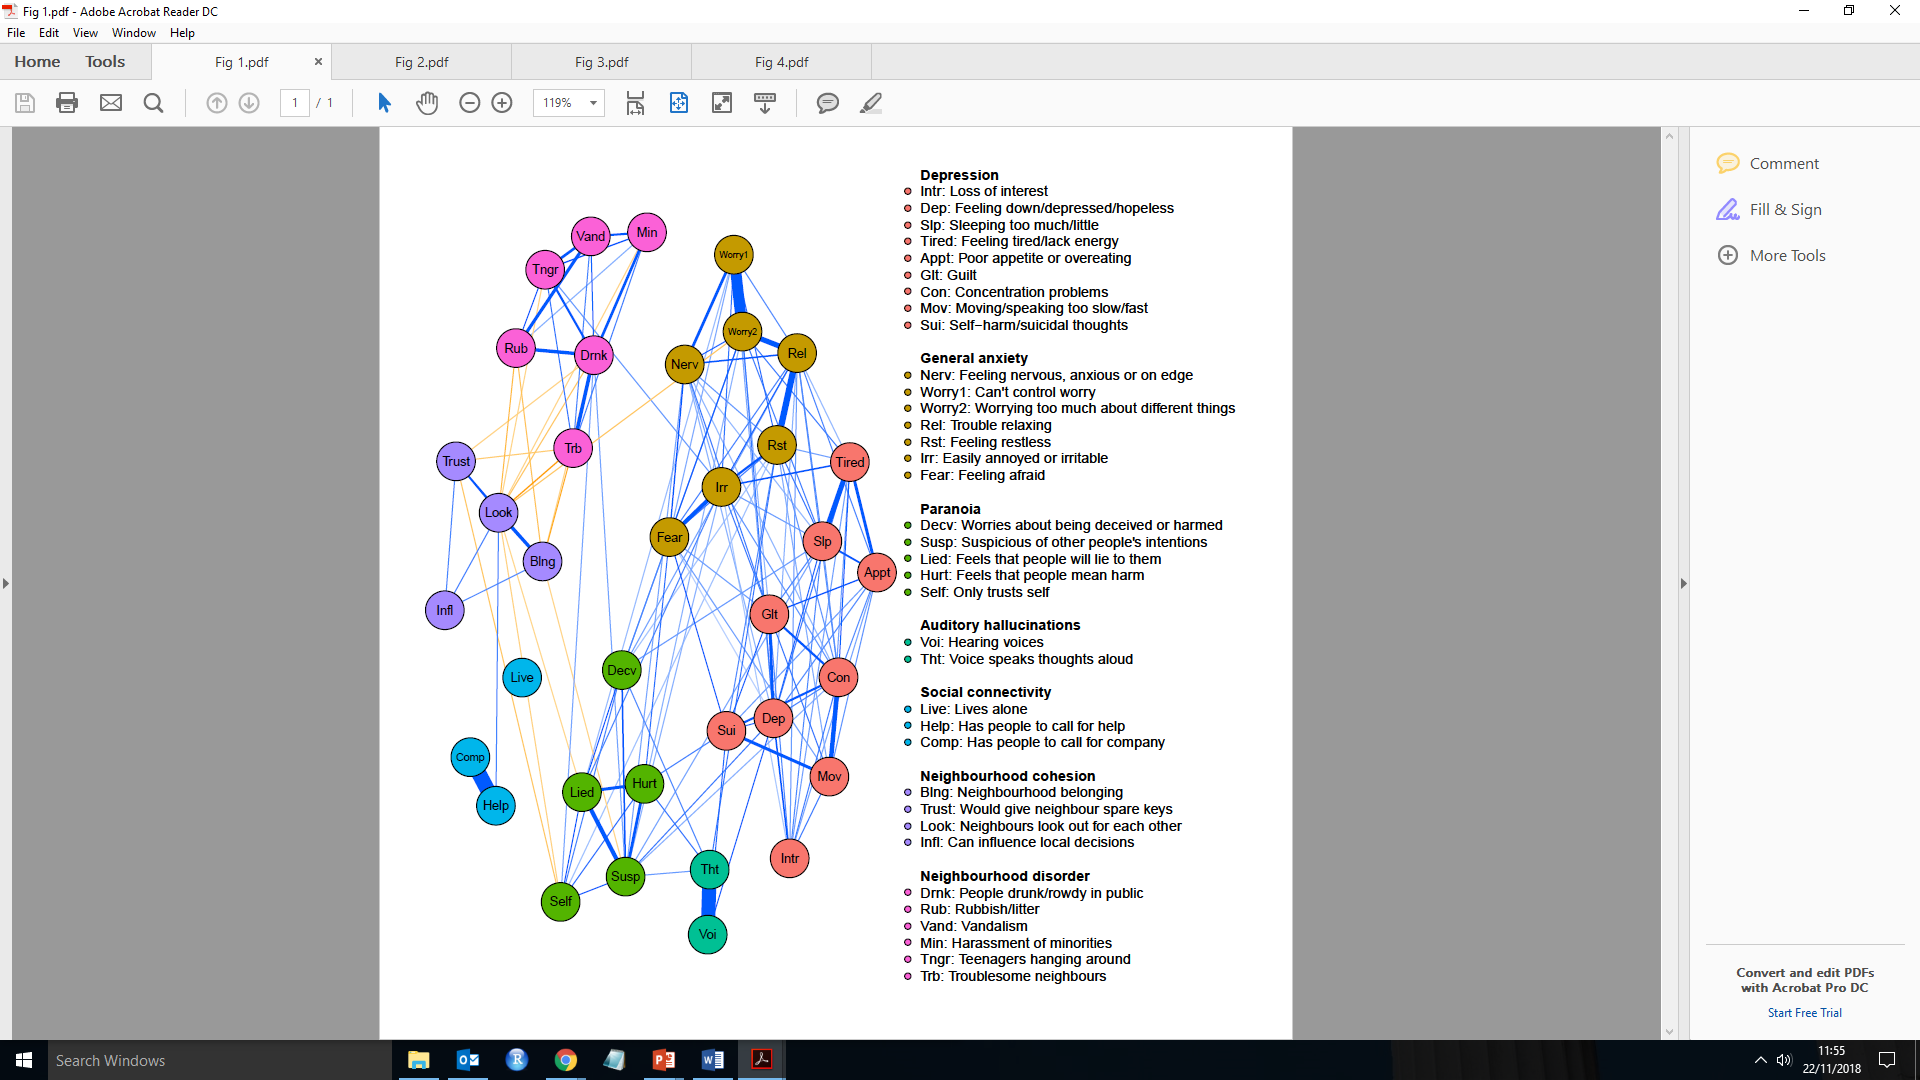 Fig 1.pdf - Adobe Acrobat Reader DC
File Edit View Window Help
Home Tools Fig 1.pdf × Fig 2.pdf Fig 3.pdf Fig 4.pdf
1 / 1 119%
Comment
Fill & Sign
More Tools
Convert and edit PDFs
with Acrobat Pro DC
Start Free Trial
Vand
Min
Tngr
Worry1
Worry2
Rub
Drnk
Nerv
Rel
Trust
Trb
Rst
Tired
Look
Irr
Fear
Slp
Blng
Appt
Infl
Glt
Live
Decv
Con
Sui
Dep
Comp
Help
Lied
Hurt
Mov
Intr
Susp
Tht
Self
Voi
Depression
Intr: Loss of interest
Dep: Feeling down/depressed/hopeless
Slp: Sleeping too much/little
Tired: Feeling tired/lack energy
Appt: Poor appetite or overeating
Glt: Guilt
Con: Concentration problems
Mov: Moving/speaking too slow/fast
Sui: Self−harm/suicidal thoughts
General anxiety
Nerv: Feeling nervous, anxious or on edge
Worry1: Can't control worry
Worry2: Worrying too much about different things
Rel: Trouble relaxing
Rst: Feeling restless
Irr: Easily annoyed or irritable
Fear: Feeling afraid
Paranoia
Decv: Worries about being deceived or harmed
Susp: Suspicious of other people's intentions
Lied: Feels that people will lie to them
Hurt: Feels that people mean harm
Self: Only trusts self
Auditory hallucinations
Voi: Hearing voices
Tht: Voice speaks thoughts aloud
Social connectivity
Live: Lives alone
Help: Has people to call for help
Comp: Has people to call for company
Neighbourhood cohesion
Blng: Neighbourhood belonging
Trust: Would give neighbour spare keys
Look: Neighbours look out for each other
Infl: Can influence local decisions
Neighbourhood disorder
Drnk: People drunk/rowdy in public
Rub: Rubbish/litter
Vand: Vandalism
Min: Harassment of minorities
Tngr: Teenagers hanging around
Trb: Troublesome neighbours
Search Windows
11:55
22/11/2018